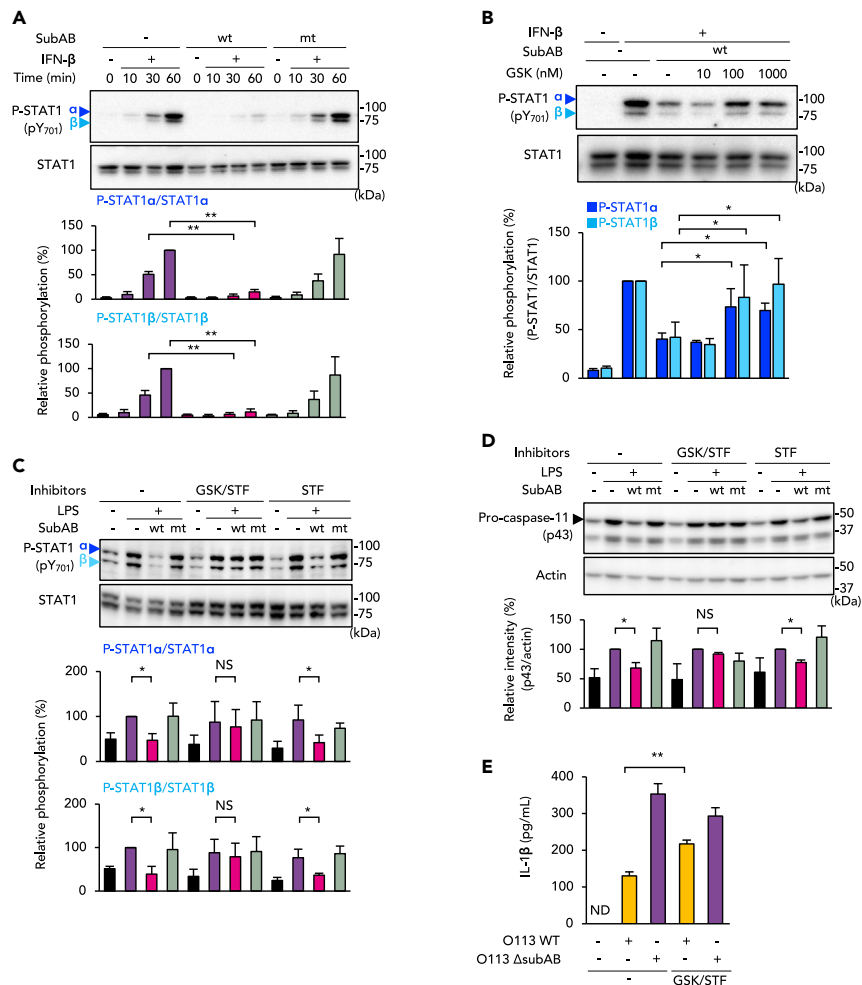 A
SubAB - wt mt
IFN-β - + - + - +
Time (min) 0 10 30 60 0 10 30 60 0 10 30 60
P-STAT1 α
(pY701) β
-100
-75
STAT1
-100
-75
(kDa)
P-STAT1α/STAT1α
Relative phosphorylation (%)
150
100
50
0
**
**
P-STAT1β/STAT1β
150
100
50
0
**
**
B
IFN-β - +
SubAB - wt
GSK (nM) - - - 10 100 1000
P-STAT1 α
(pY701) β
-100
-75
STAT1
-100
-75
(kDa)
P-STAT1α
P-STAT1β
Relative phosphorylation (%)
(P-STAT1/STAT1)
150
100
50
0
*
*
*
*
C
Inhibitors - GSK/STF STF
LPS - + - + - +
SubAB - - wt mt - - wt mt - - wt mt
P-STAT1 α
(pY701) β
-100
-75
STAT1
-100
-75
(kDa)
P-STAT1α/STAT1α
Relative phosphorylation (%)
200
100
0
* NS *
P-STAT1β/STAT1β
200
100
0
* NS *
D
Inhibitors - GSK/STF STF
LPS - + - + - +
SubAB - - wt mt - - wt mt - - wt mt
Pro-caspase-11
(p43)
-50
-37
Actin
-50
-37
(kDa)
Relative intensity (%)
(p43/actin)
150
100
50
0
* NS *
E
IL-1β
(pg/mL)
400
300
200
100
0
ND
**
O113 WT - + - + -
O113 ΔsubAB - - + - +
- GSK/STF